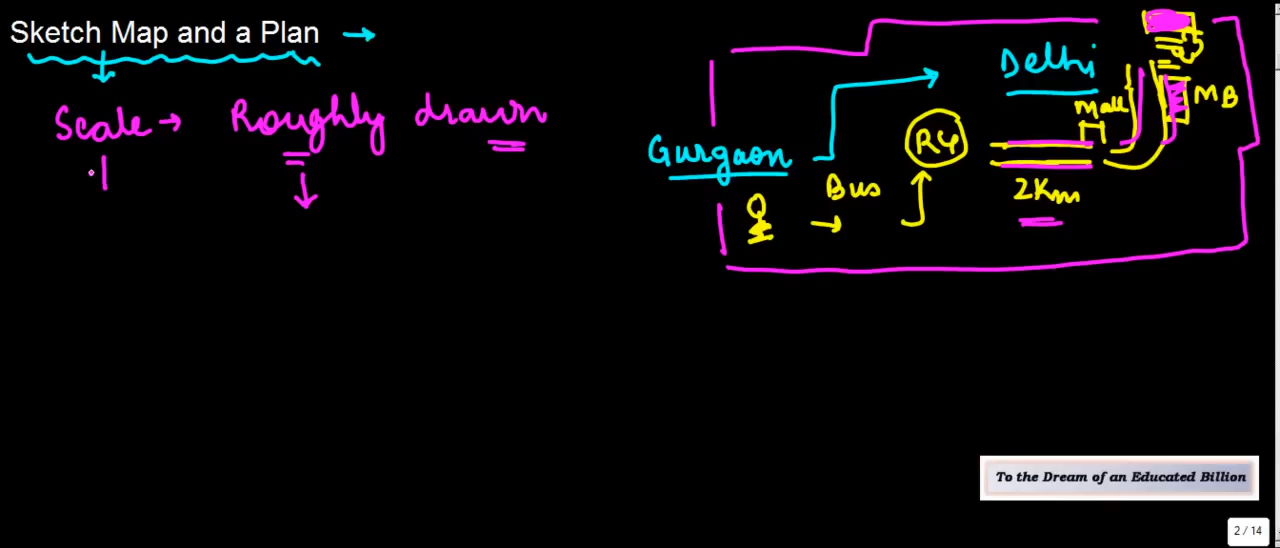 Sketch Map and a Plan
Scale → Roughly drawn
Delhi
Mall
MB
Gurgaon
Bus
2Km
To the Dream of an Educated Billion
2 / 14